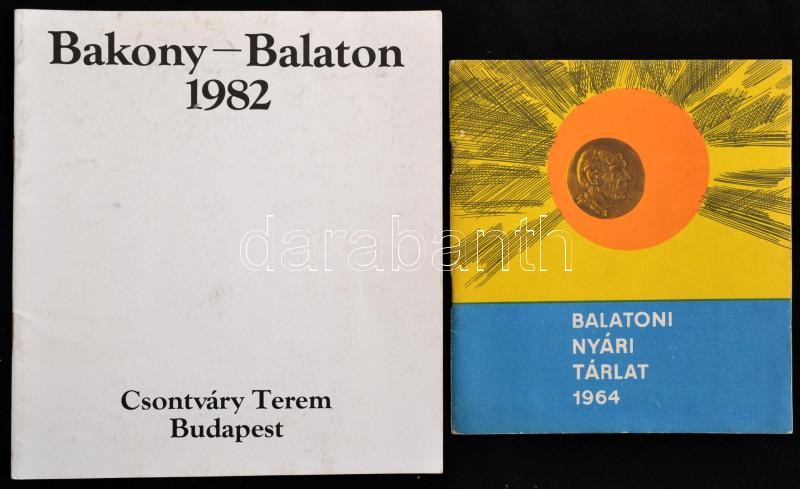 Bakony–Balaton
1982
Csontváry Terem
Budapest
BALATONI
NYÁRI
TÁRLAT
1964
darabanth